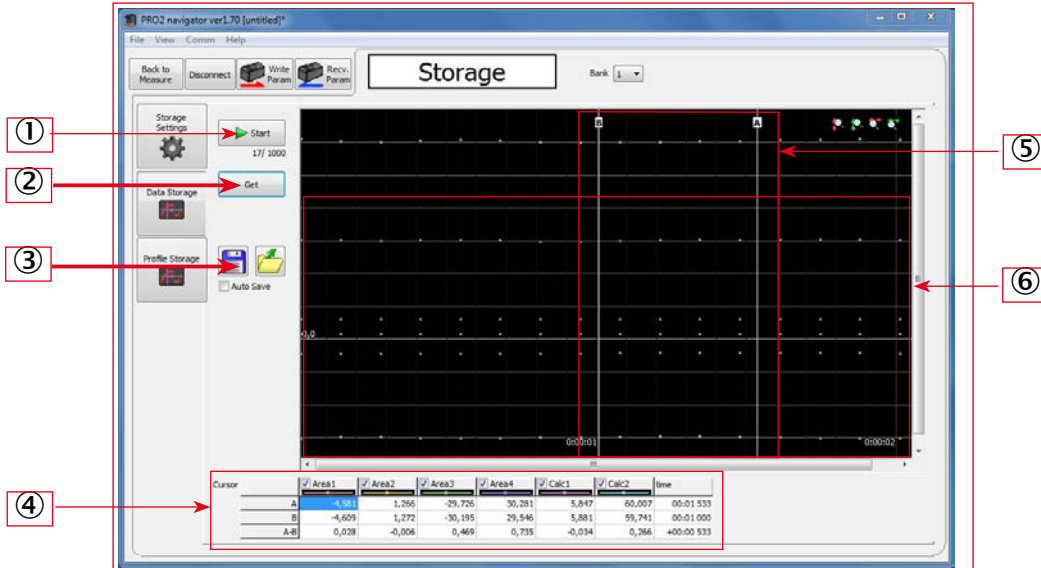 PRO2 navigator ver1.70 [untitled]*
File View Comm Help
Back to Measure
Disconnect
Write Param
Recv. Param
Storage
Bank 1
Storage Settings
Data Storage
Profile Storage
Start
17/ 1000
Get
Auto Save
①
②
③
④
⑤
⑥
B
A
0,0
0:00:01
0:00:02
Cursor Area1 Area2 Area3 Area4 Calc1 Calc2 time
A -4,581 1,266 -29,726 30,281 5,847 60,007 00:01 533
B -4,609 1,272 -30,195 29,546 5,881 59,741 00:01 000
A-B 0,028 -0,006 0,469 0,735 -0,034 0,266 +00:00 533